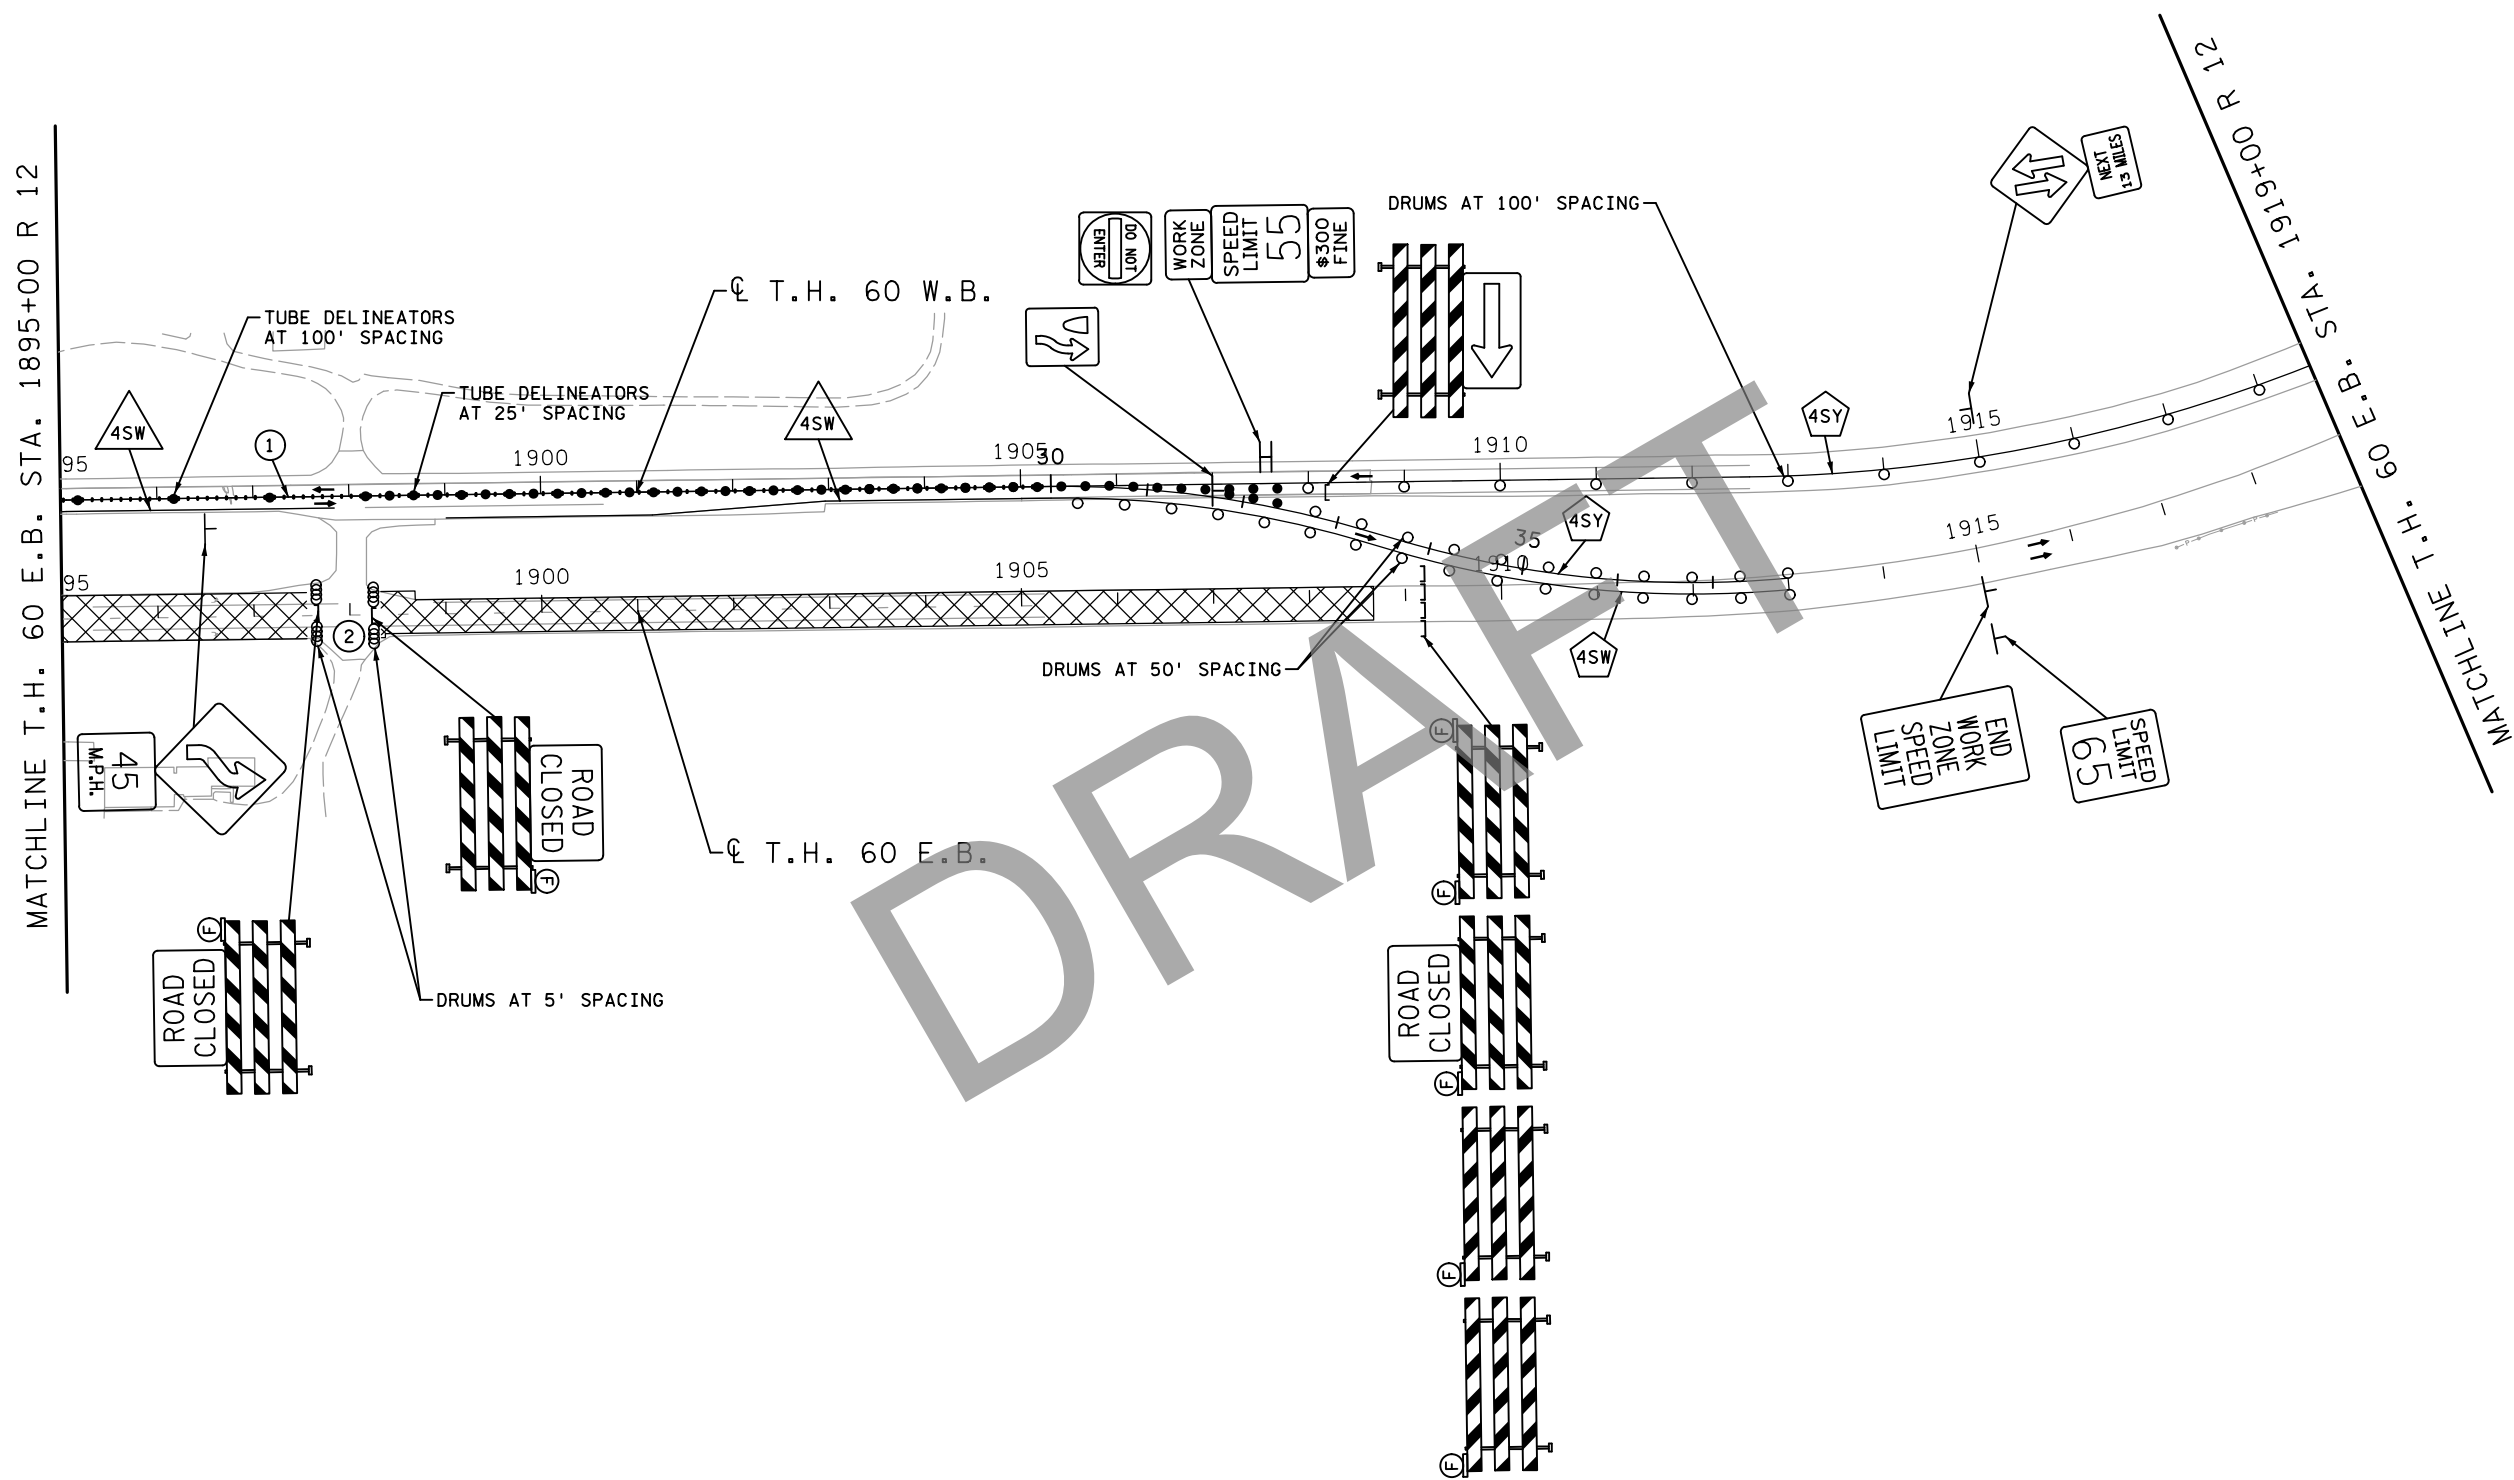 MATCHLINE T.H. 60 E.B. STA. 1895+00 R 12
MATCHLINE T.H. 60 E.B. STA. 1919+00 R 12
NEXT
13 MILES
DRUMS AT 100' SPACING
DO NOT
ENTER
WORK
ZONE
SPEED
LIMIT
55
$300
FINE
℄ T.H. 60 W.B.
TUBE DELINEATORS
AT 100' SPACING
TUBE DELINEATORS
AT 25' SPACING
4SW
1
4SW
4SY
95
1900
1905
30
1910
1915
4SY
35
1910
1915
95
1900
1905
2
4SW
DRUMS AT 50' SPACING
45
M.P.H.
ROAD
CLOSED
F
℄ T.H. 60 E.B.
END
WORK
ZONE
SPEED
LIMIT
SPEED
LIMIT
65
F
F
F
ROAD
CLOSED
DRUMS AT 5' SPACING
ROAD
CLOSED
F
F
F
DRAFT